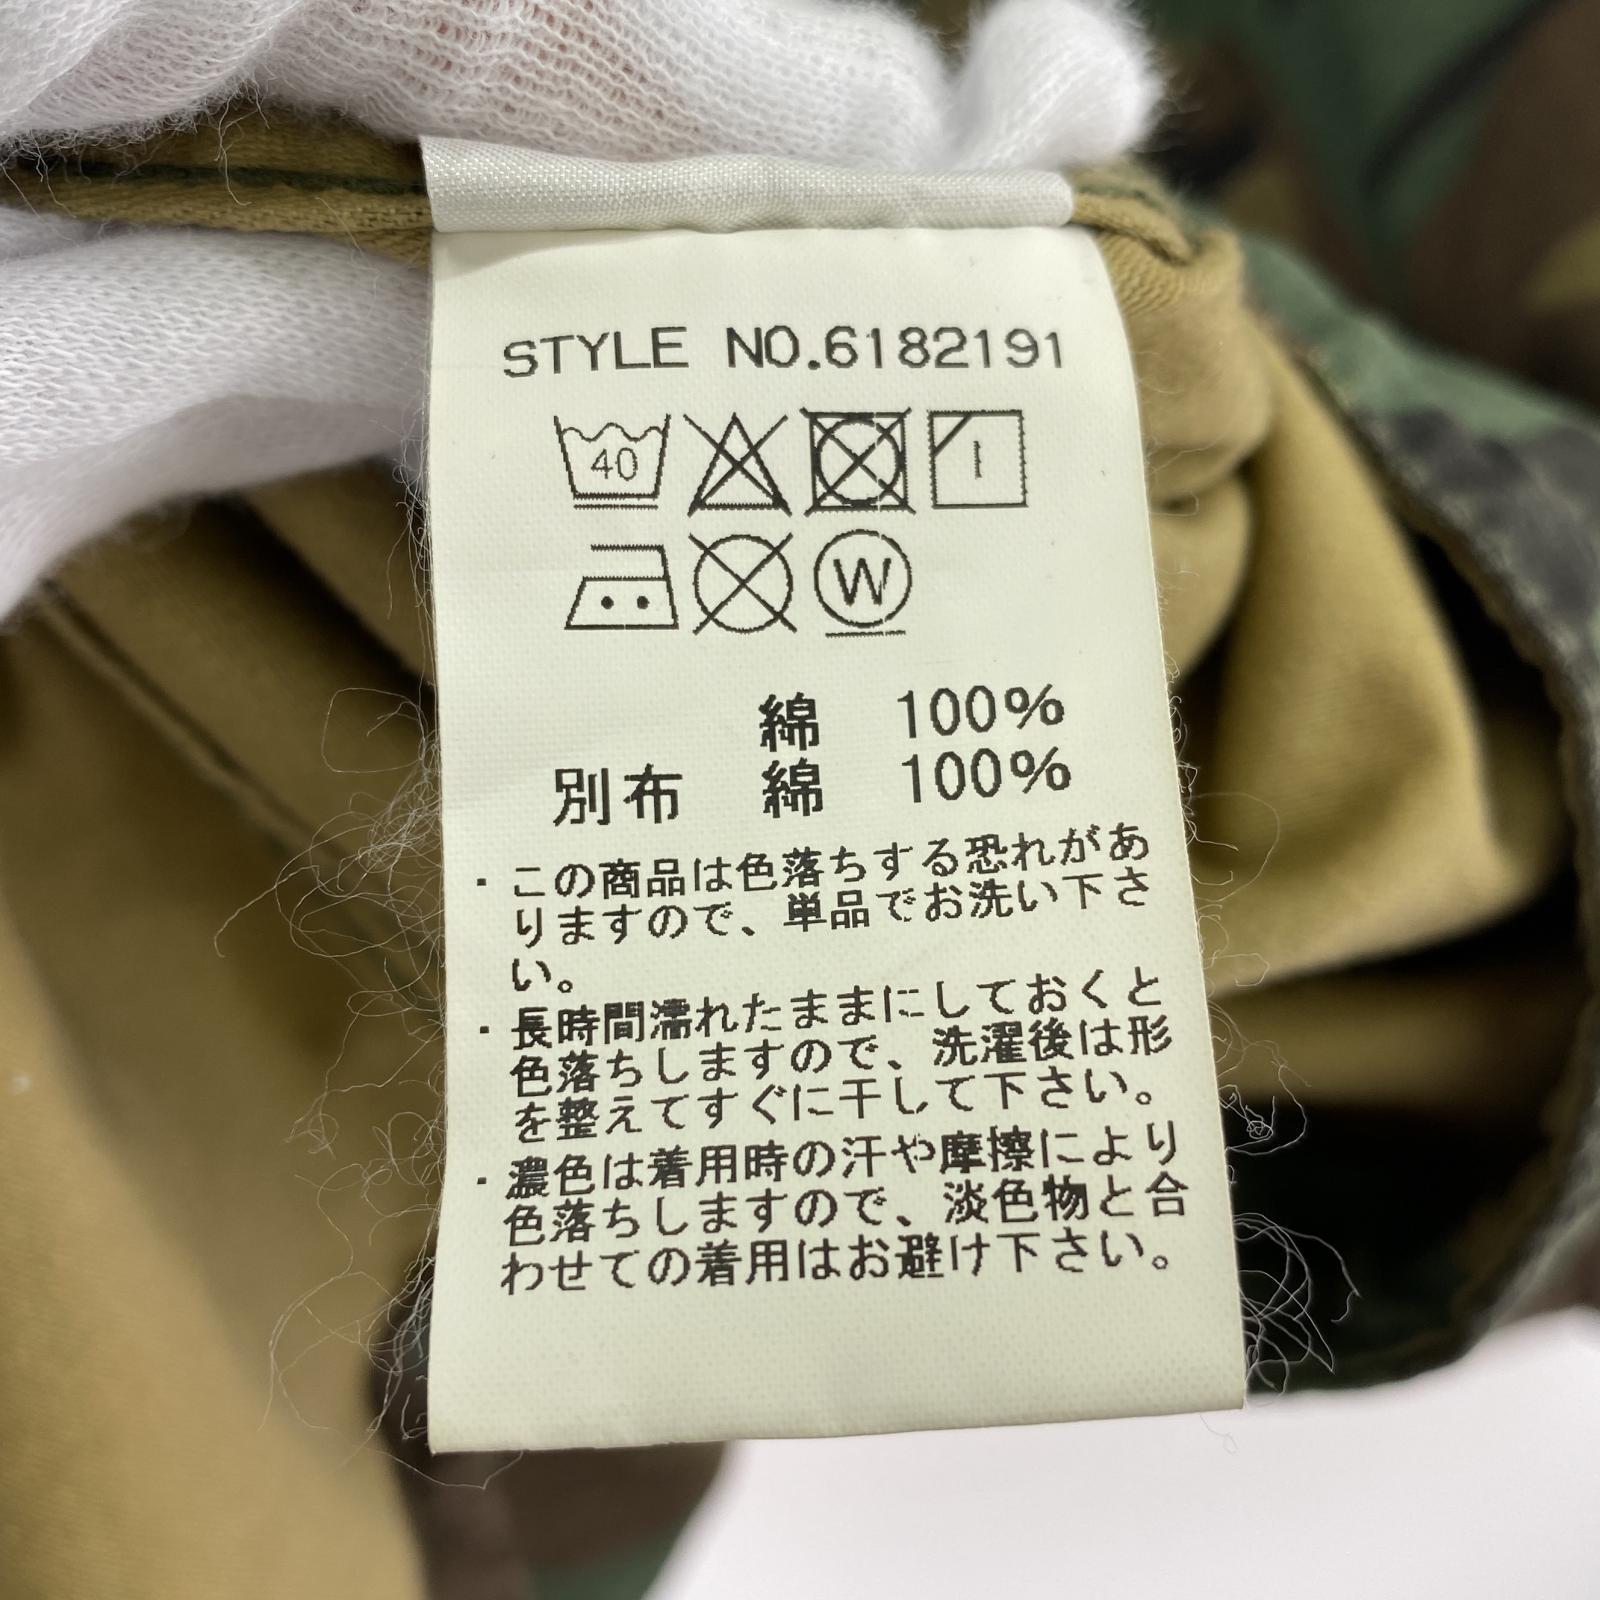 STYLE NO.6182191
40
W
綿 100%
別布 綿 100%
・この商品は色落ちする恐れがあ
りますので、単品でお洗い下さ
い。
・長時間濡れたままにしておくと
色落ちしますので、洗濯後は形
を整えてすぐに干して下さい。
・濃色は着用時の汗や摩擦により
色落ちしますので、淡色物と合
わせての着用はお避け下さい。